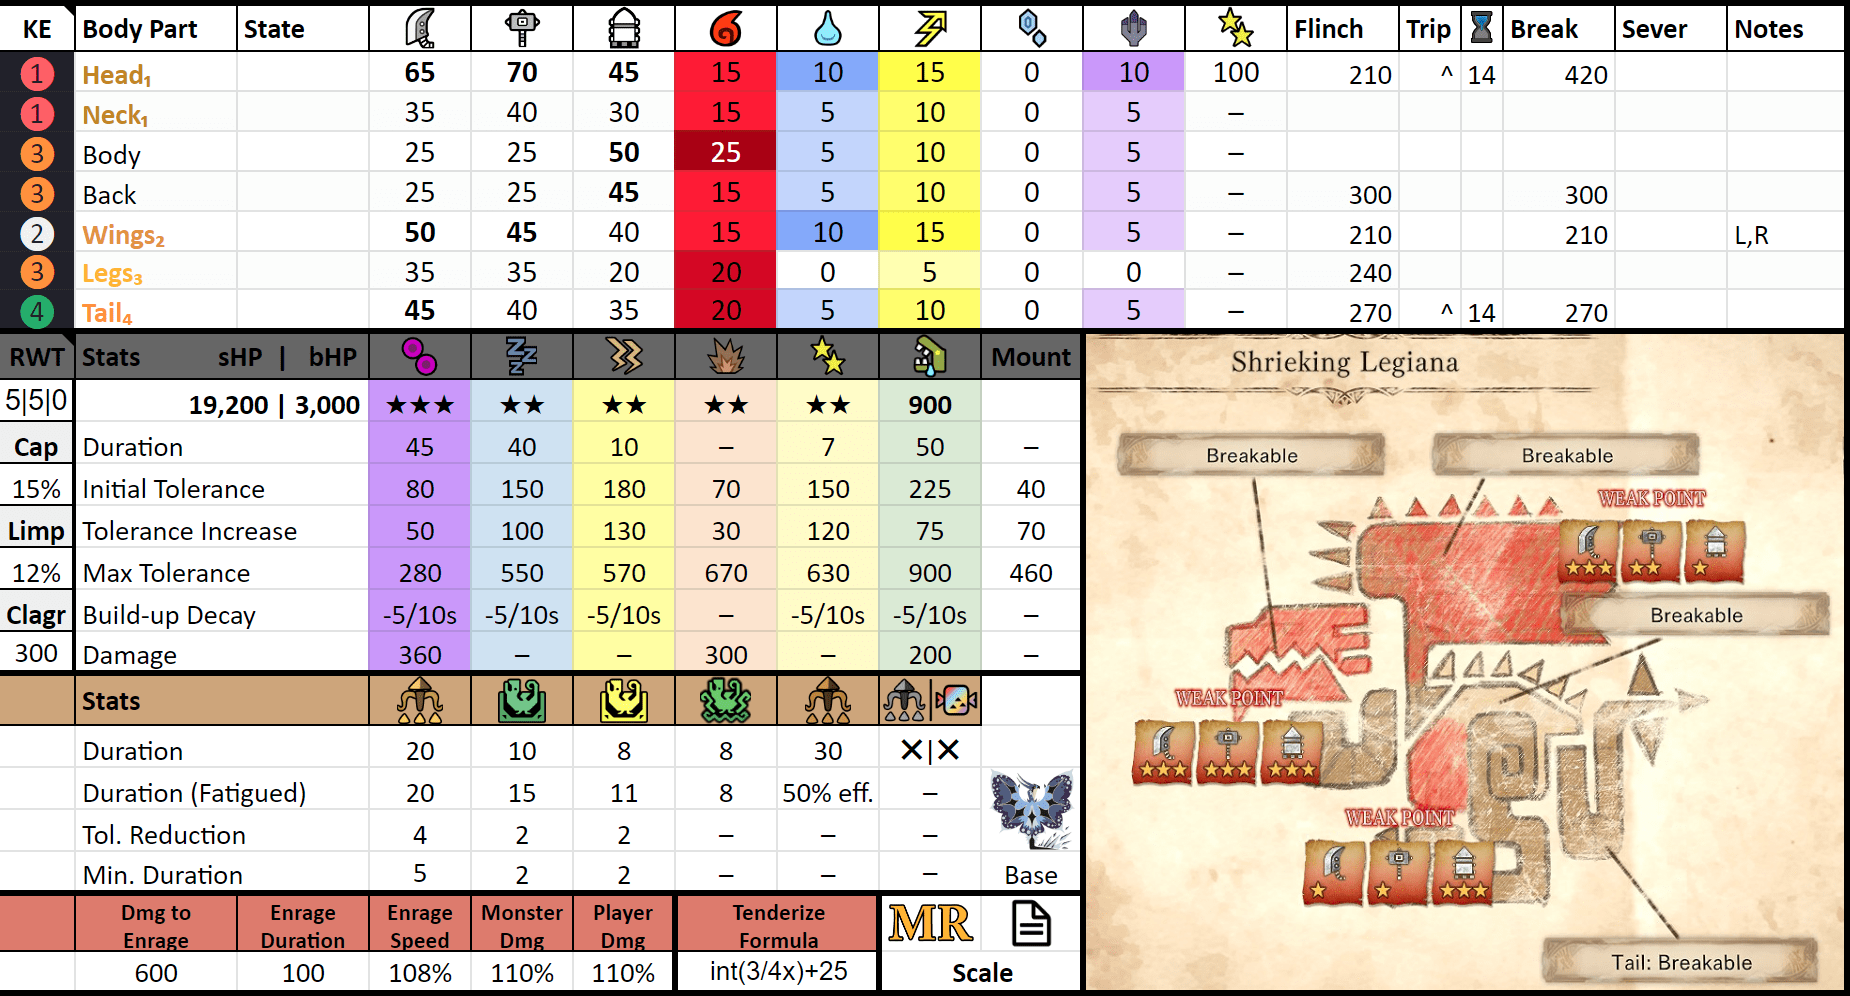 KE Body Part State Flinch Trip Break Sever Notes
1 Head₁ 65 70 45 15 10 15 0 10 100 210 ^ 14 420
1 Neck₁ 35 40 30 15 5 10 0 5 –
3 Body 25 25 50 25 5 10 0 5 –
3 Back 25 25 45 15 5 10 0 5 – 300 300
2 Wings₂ 50 45 40 15 10 15 0 5 – 210 210 L,R
3 Legs₃ 35 35 20 20 0 5 0 0 – 240
4 Tail₄ 45 40 35 20 5 10 0 5 – 270 ^ 14 270
RWT Stats sHP | bHP Mount
5|5|0 19,200 | 3,000 ★★★ ★★ ★★ ★★ ★★ 900
Cap Duration 45 40 10 – 7 50 –
15% Initial Tolerance 80 150 180 70 150 225 40
Limp Tolerance Increase 50 100 130 30 120 75 70
12% Max Tolerance 280 550 570 670 630 900 460
Clagr Build-up Decay -5/10s -5/10s -5/10s – -5/10s -5/10s –
300 Damage 360 – – 300 – 200 –
Stats
Duration 20 10 8 8 30 ✕|✕
Duration (Fatigued) 20 15 11 8 50% eff. –
Tol. Reduction 4 2 2 – – –
Min. Duration 5 2 2 – – – Base
Dmg to Enrage Enrage Duration Enrage Speed Monster Dmg Player Dmg Tenderize Formula MR
600 100 108% 110% 110% int(3/4x)+25 Scale
Shrieking Legiana
Breakable
Breakable
WEAK POINT
Breakable
WEAK POINT
WEAK POINT
Tail: Breakable